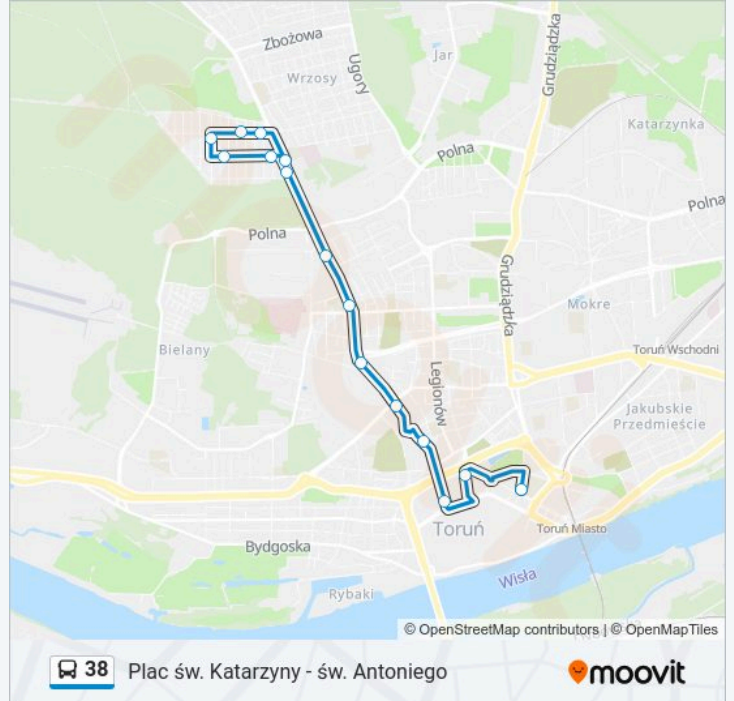 Zbożowa
Grudziądzka
Jar
Wrzosy
Ugory
Katarzynka
Polna
Polna
Polna
Grudziądzka
Mokre
Bielany
Toruń Wschodni
Legionów
Jakubskie
Przedmieście
Toruń
Toruń Miasto
Bydgoska
Wisła
Rybaki
© OpenStreetMap contributors | © OpenMapTiles
38 Plac św. Katarzyny - św. Antoniego
moovit